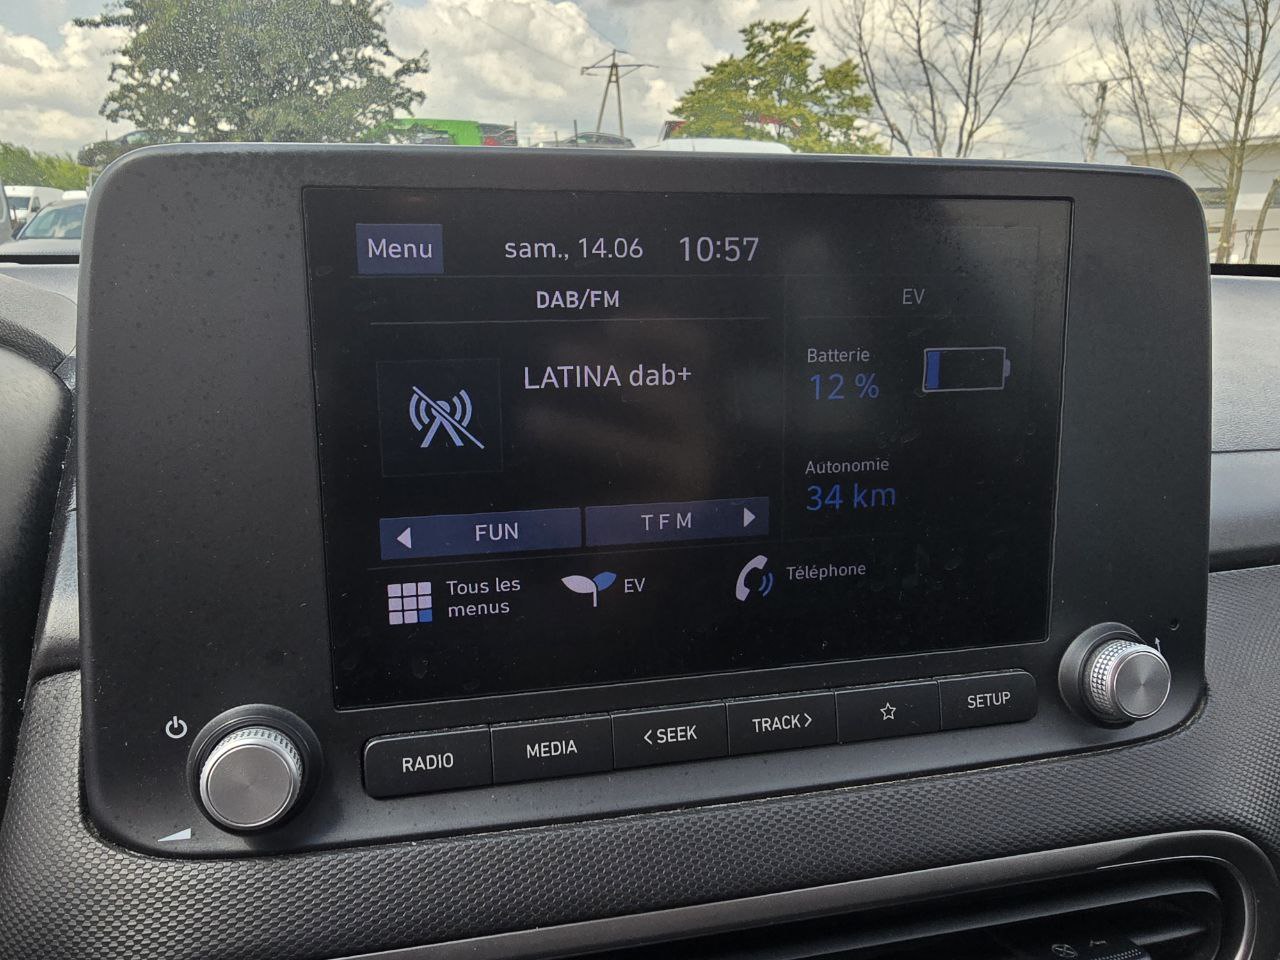 Menu
sam., 14.06
10:57
DAB/FM
EV
LATINA dab+
Batterie
12 %
Autonomie
34 km
FUN
T F M
Tous les
menus
EV
Téléphone
RADIO
MEDIA
<SEEK
TRACK>
SETUP